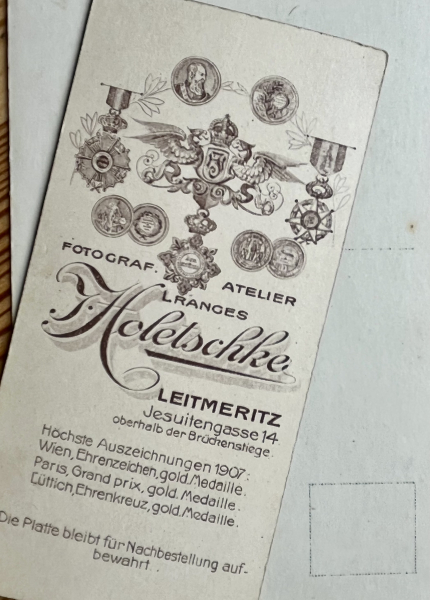 FOTOGRAF. ATELIER
I.RANGES
Holetschke.
LEITMERITZ
Jesuitengasse 14
oberhalb der Brückenstiege.
Höchste Auszeichnungen 1907:
Wien, Ehrenzeichen, gold. Medaille.
Paris, Grand prix, gold. Medaille.
Lüttich, Ehrenkreuz, gold. Medaille.
Die Platte bleibt für Nachbestellung auf-
bewahrt.